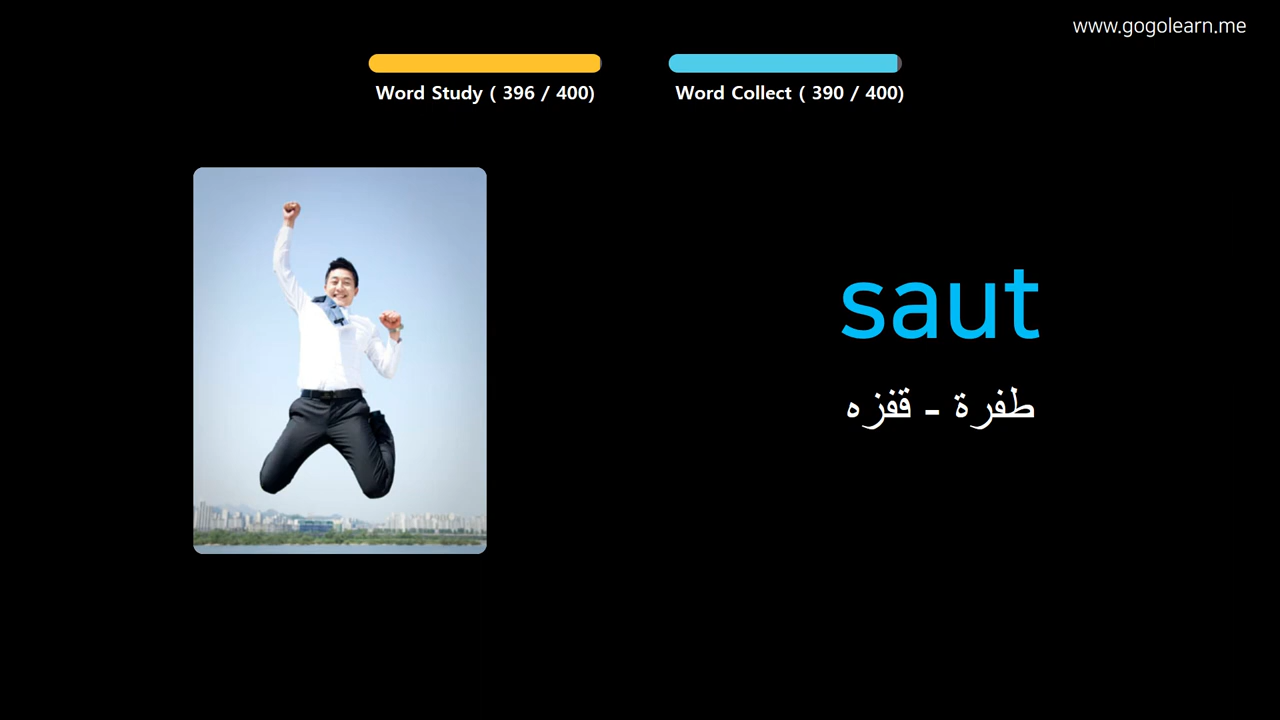 www.gogolearn.me
Word Study ( 396 / 400)
Word Collect ( 390 / 400)
saut
طفرة - قفزه